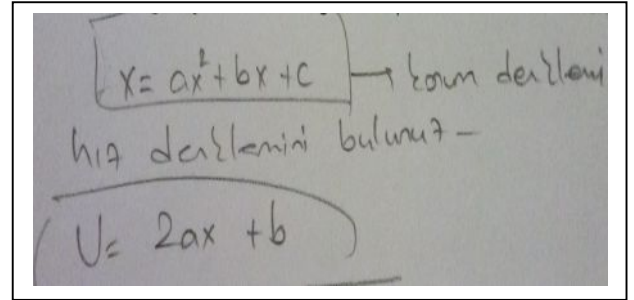 x = ax² + bx + c → konum denklemi
hız denklemini bulunuz –
V = 2ax + b